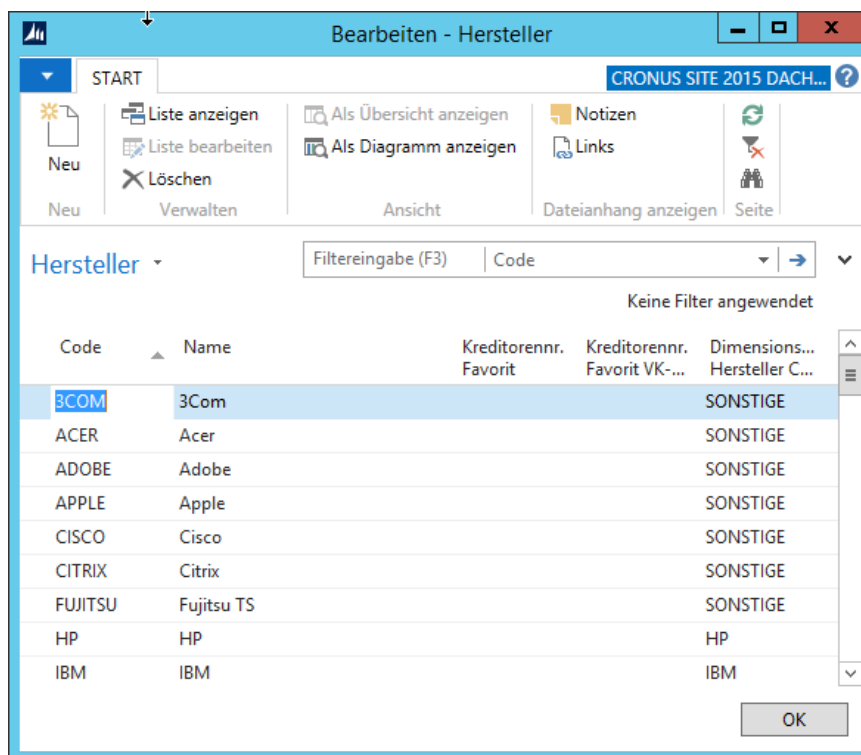 Bearbeiten - Hersteller
START
CRONUS SITE 2015 DACH...
Neu
Liste anzeigen
Liste bearbeiten
Löschen
Als Übersicht anzeigen
Als Diagramm anzeigen
Notizen
Links
Neu
Verwalten
Ansicht
Dateianhang anzeigen
Seite
Hersteller
Filtereingabe (F3)
Code
Keine Filter angewendet
Code Name Kreditorennr. Favorit Kreditorennr. Favorit VK-... Dimensions... Hersteller C...
3COM 3Com SONSTIGE
ACER Acer SONSTIGE
ADOBE Adobe SONSTIGE
APPLE Apple SONSTIGE
CISCO Cisco SONSTIGE
CITRIX Citrix SONSTIGE
FUJITSU Fujitsu TS SONSTIGE
HP HP HP
IBM IBM IBM
OK